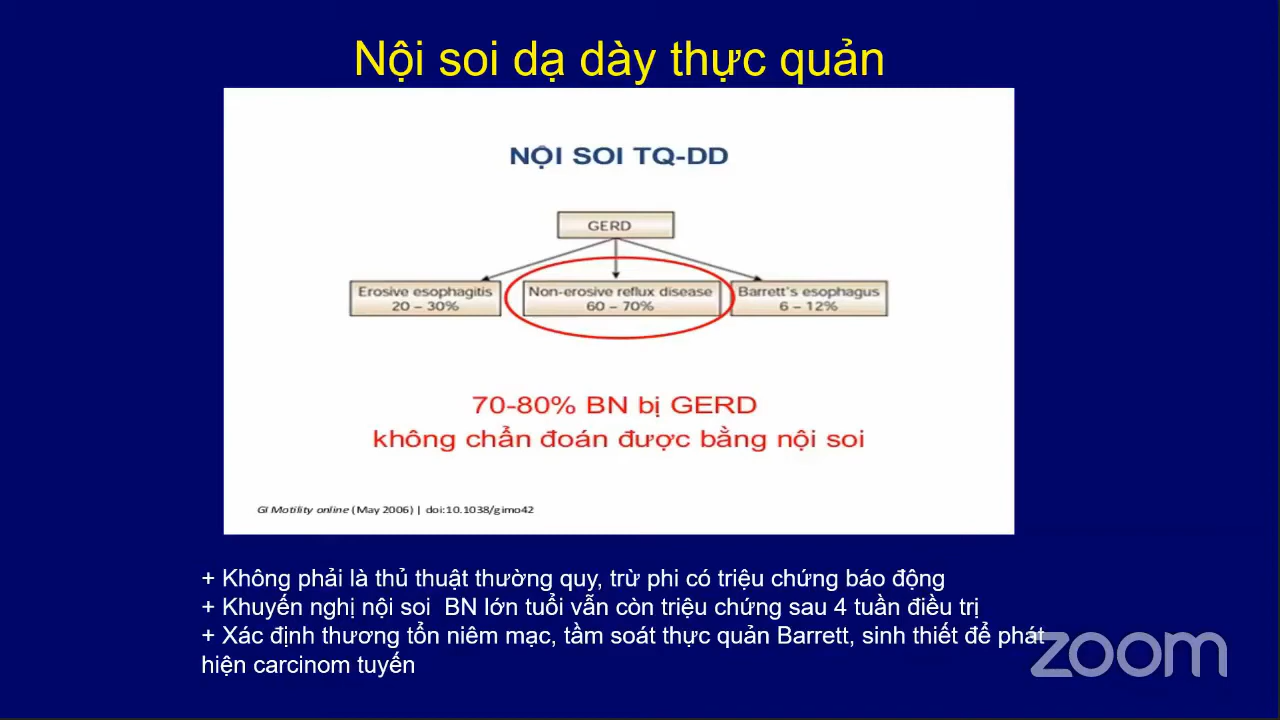 Nội soi dạ dày thực quản
NỘI SOI TQ-DD
GERD
Erosive esophagitis
20 – 30%
Non-erosive reflux disease
60 – 70%
Barrett's esophagus
6 – 12%
70-80% BN bị GERD
không chẩn đoán được bằng nội soi
GI Motility online (May 2006) | doi:10.1038/gimo42
+ Không phải là thủ thuật thường quy, trừ phi có triệu chứng báo động
+ Khuyến nghị nội soi  BN lớn tuổi vẫn còn triệu chứng sau 4 tuần điều trị
+ Xác định thương tổn niêm mạc, tầm soát thực quản Barrett, sinh thiết để phát
hiện carcinom tuyến
zoom